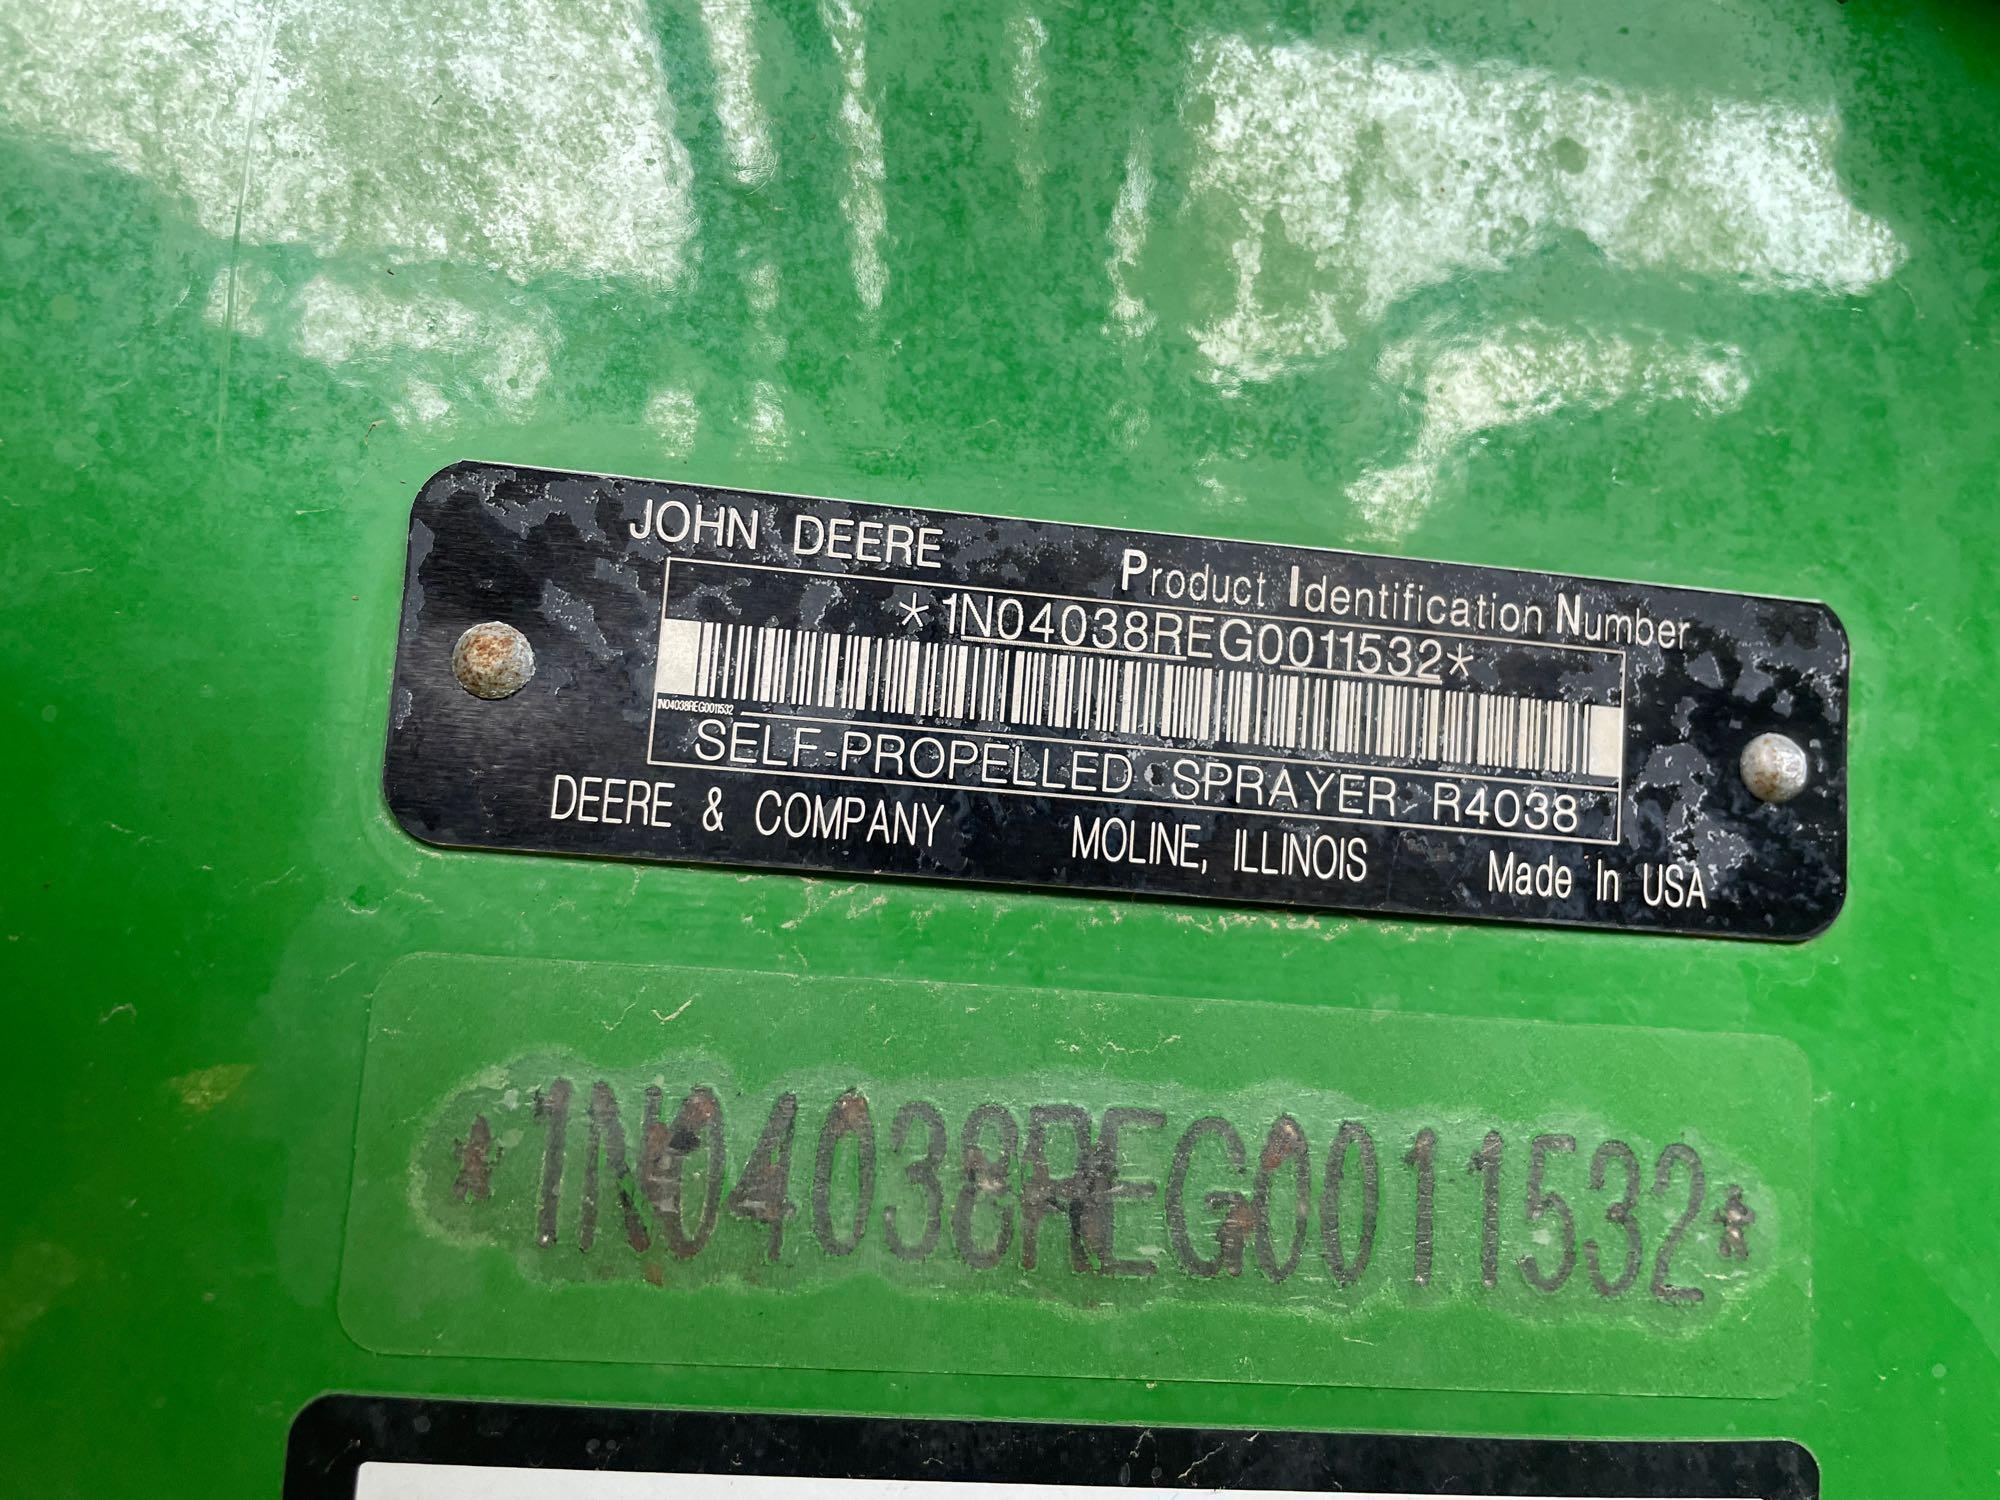 JOHN DEERE
Product Identification Number
*1N04038REG0011532*
1N04038REG0011532
SELF-PROPELLED SPRAYER R4038
DEERE & COMPANY MOLINE, ILLINOIS Made In USA
*1N04038REG0011532*